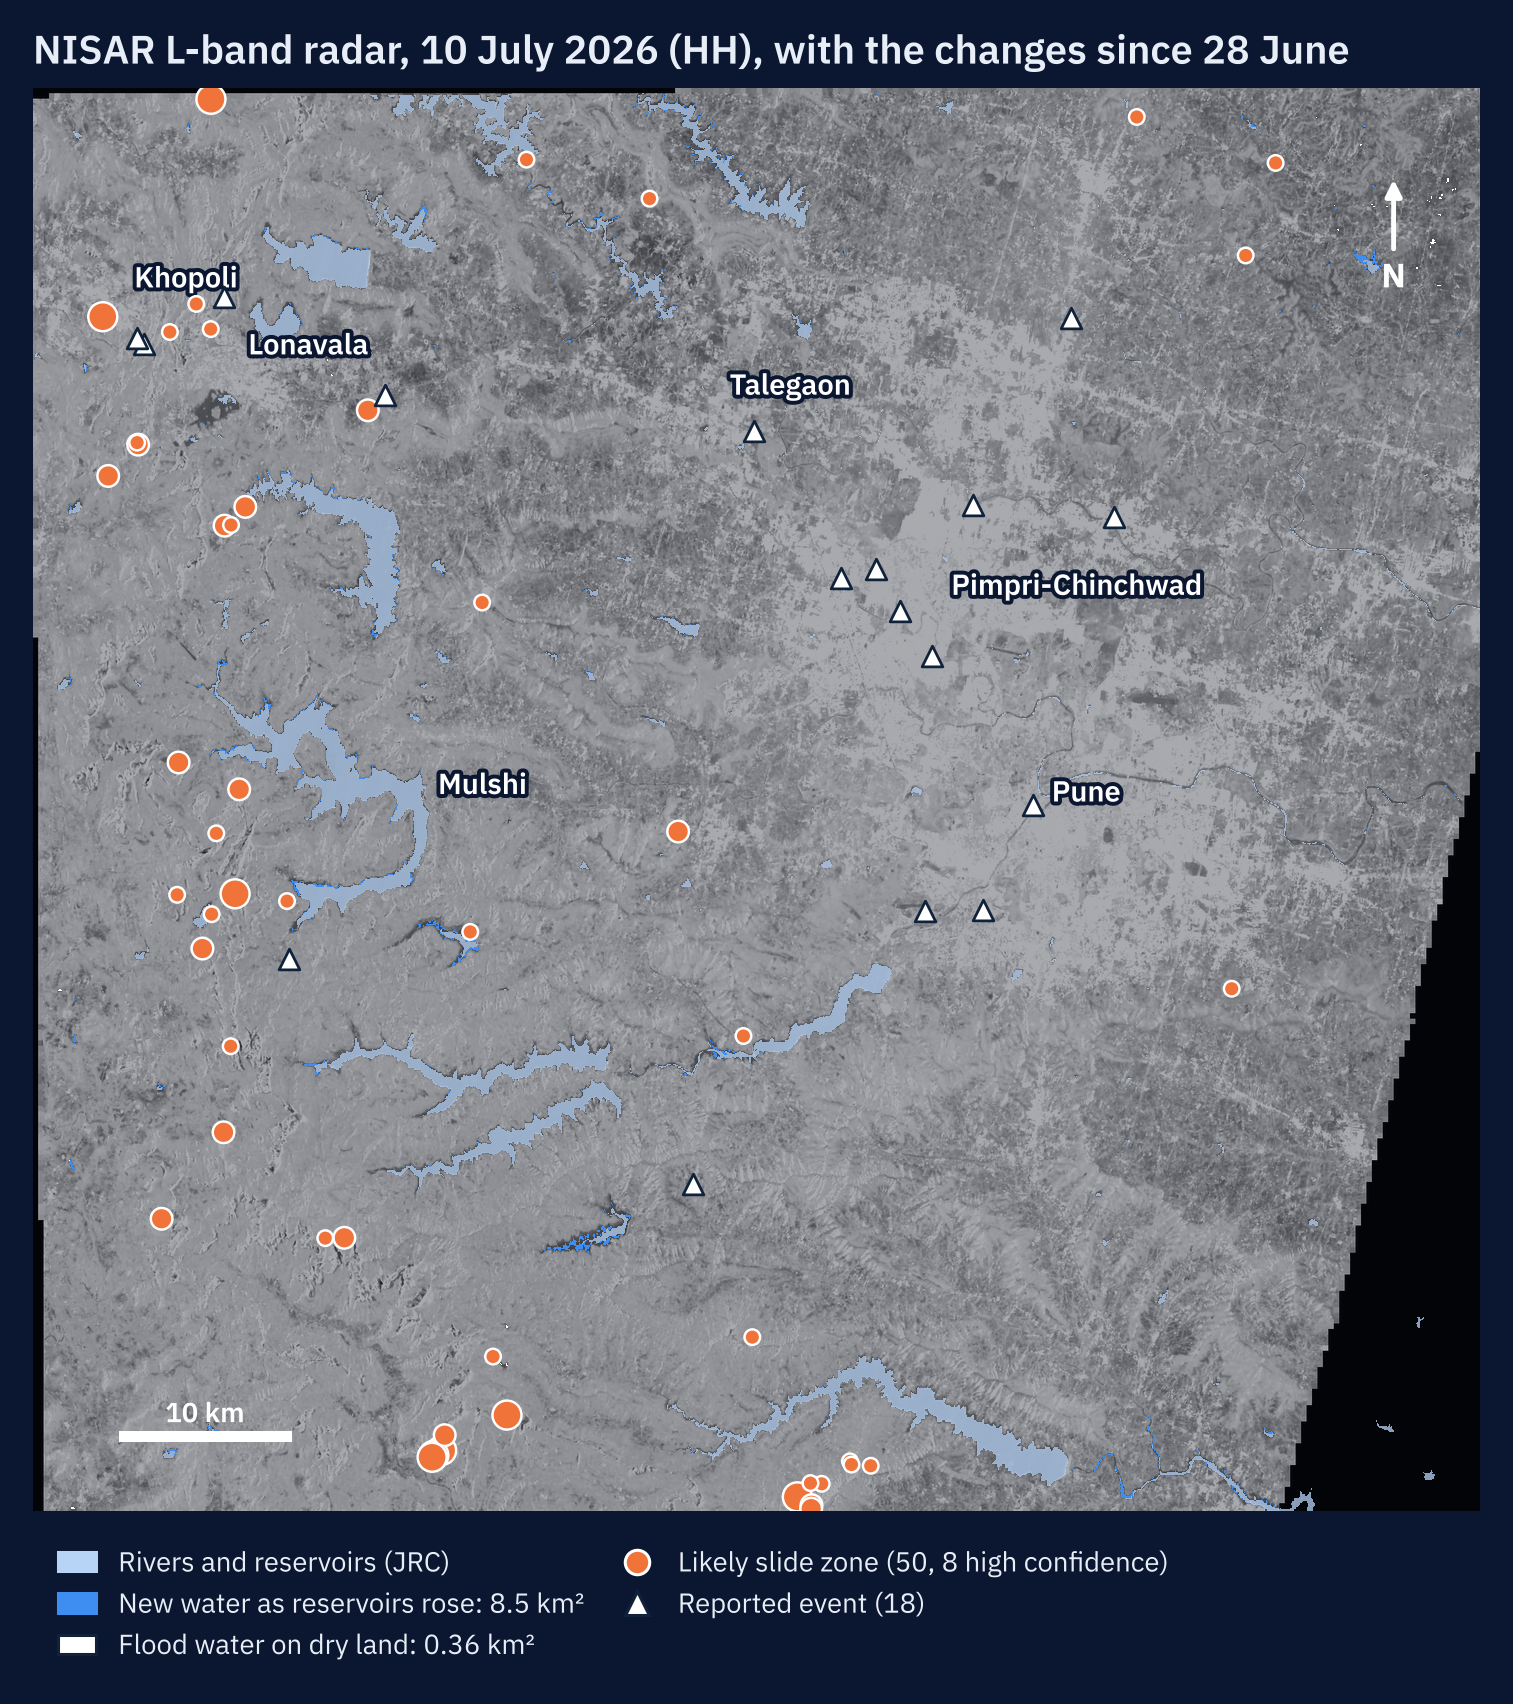 NISAR L-band radar, 10 July 2026 (HH), with the changes since 28 June
N
Khopoli
Lonavala
Talegaon
Pimpri-Chinchwad
Mulshi
Pune
10 km
Rivers and reservoirs (JRC)
New water as reservoirs rose: 8.5 km²
Flood water on dry land: 0.36 km²
Likely slide zone (50, 8 high confidence)
Reported event (18)